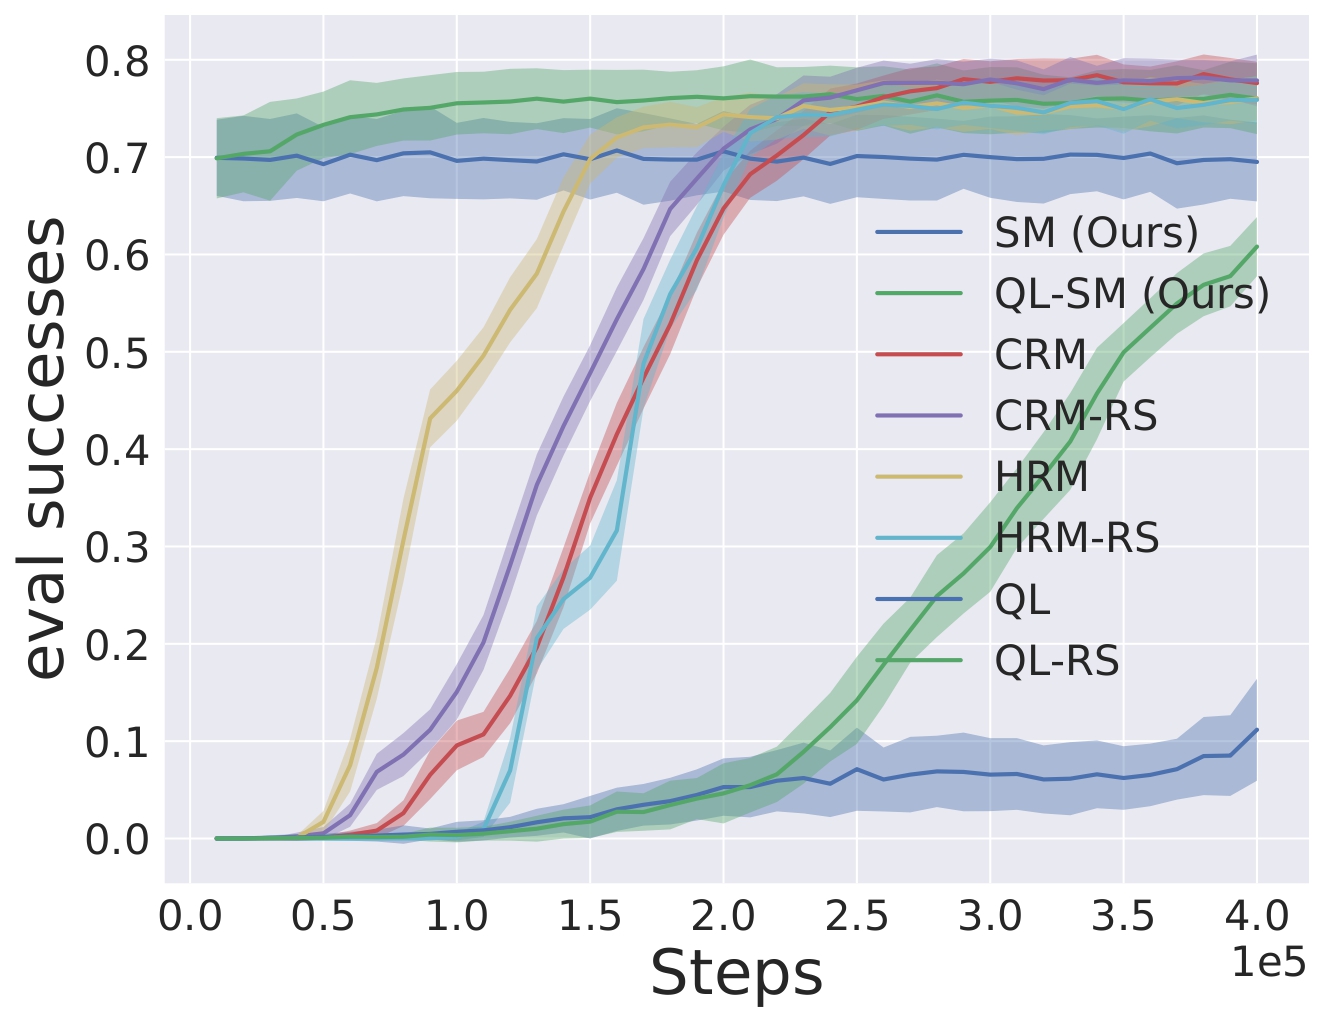 0.8
0.7
0.6
0.5
0.4
0.3
0.2
0.1
0.0
eval successes
SM (Ours)
QL-SM (Ours)
CRM
CRM-RS
HRM
HRM-RS
QL
QL-RS
0.0 0.5 1.0 1.5 2.0 2.5 3.0 3.5 4.0
1e5
Steps